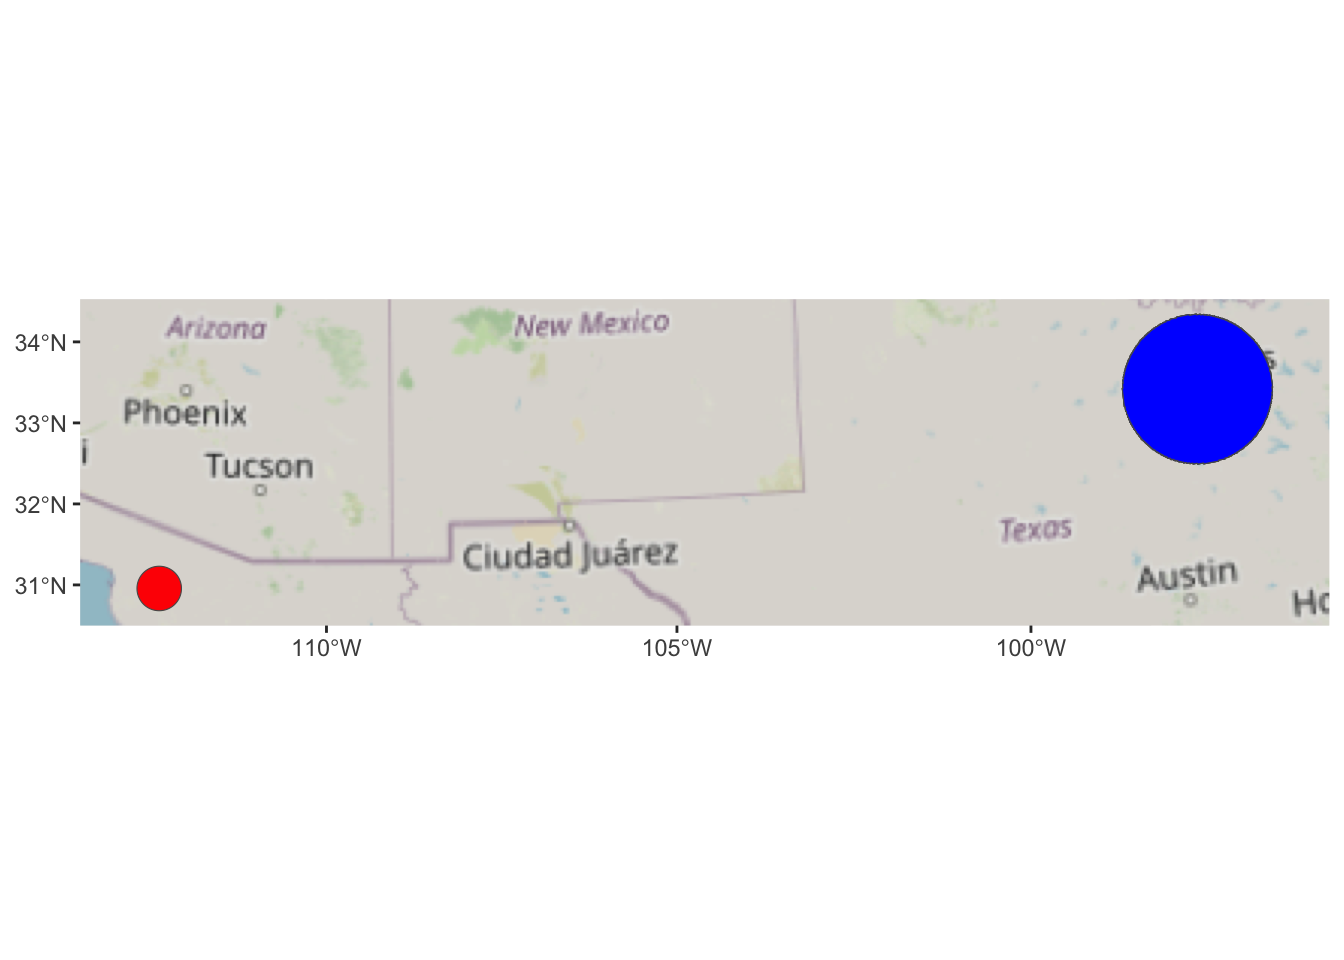 Arizona
New Mexico
34°N
s
Phoenix
33°N
i
Tucson
32°N
Texas
Ciudad Juárez
31°N
Austin
Ho
110°W
105°W
100°W